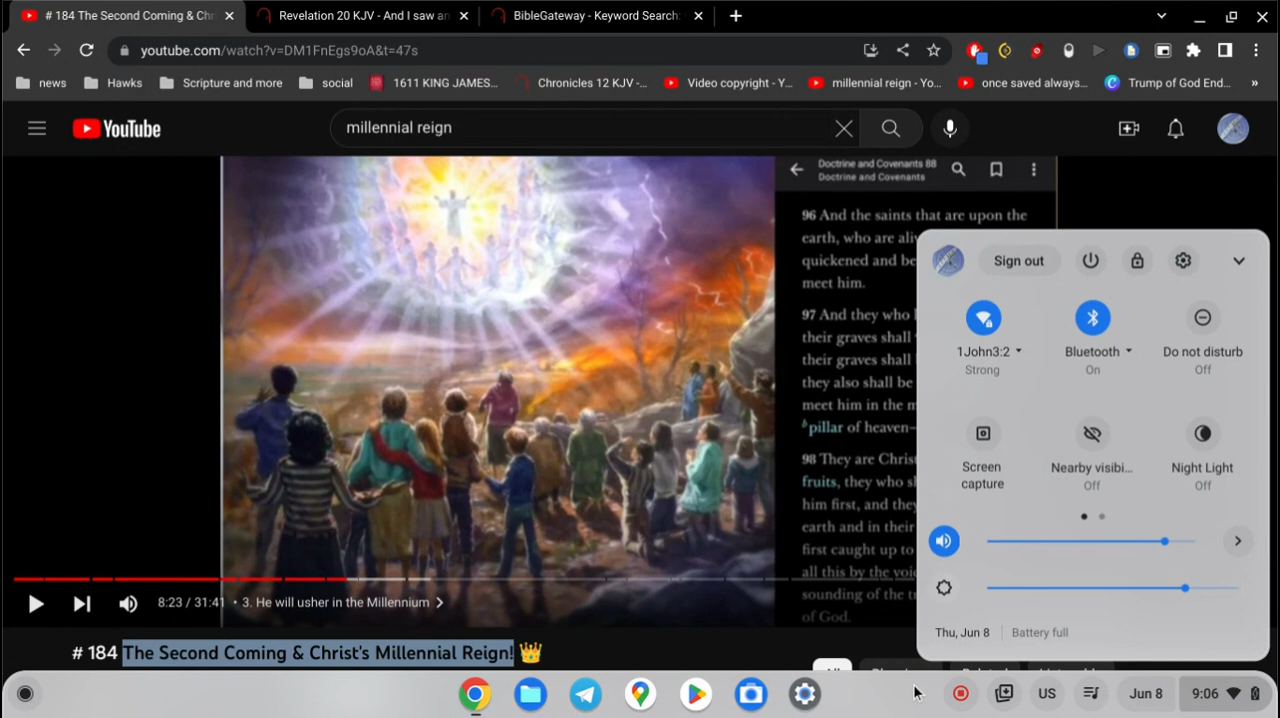 # 184 The Second Coming & Chr
Revelation 20 KJV - And I saw an
BibleGateway - Keyword Search:
youtube.com/watch?v=DM1FnEgs9oA&t=47s
news
Hawks
Scripture and more
social
1611 KING JAMES...
Chronicles 12 KJV -...
Video copyright - Y...
millennial reign - Yo...
once saved always...
Trump of God End...
»
YouTube
millennial reign
Doctrine and Covenants 88
Doctrine and Covenants
96 And the saints that are upon the
earth, who are aliv
quickened and be
meet him.
97 And they who
their graves shall
their graves shall
they also shall be
meet him in the m
b pillar of heaven—
98 They are Chris
fruits, they who s
him first, and they
earth and in their
first caught up to
all this by the voi
sounding of the tr
of God.
Sign out
1John3:2
Strong
Bluetooth
On
Do not disturb
Off
Screen
capture
Nearby visibi...
Off
Night Light
Off
Thu, Jun 8
Battery full
8:23 / 31:41 • 3. He will usher in the Millennium
# 184 The Second Coming & Christ's Millennial Reign! 👑
All
US
Jun 8
9:06